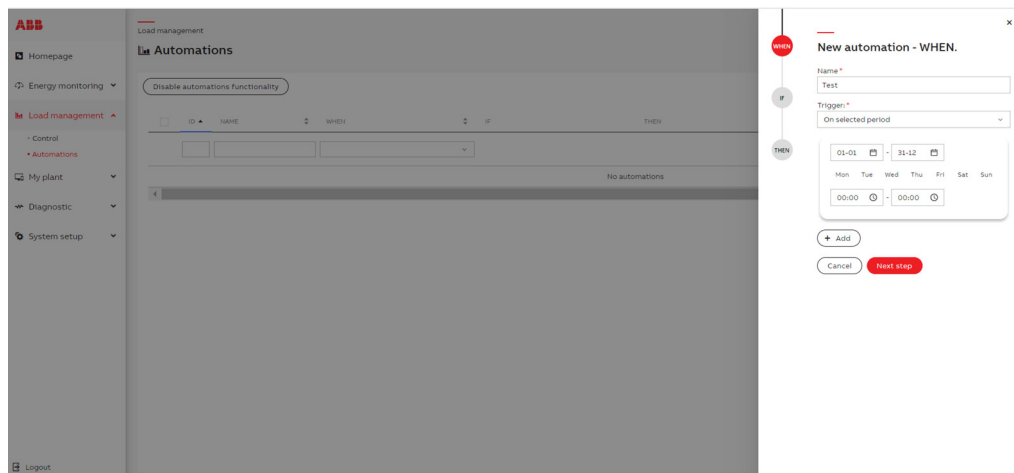 ABB
Homepage
Energy monitoring
Load management
- Control
• Automations
My plant
Diagnostic
System setup
Logout
Load management
Automations
Disable automations functionality
ID NAME WHEN IF THEN
No automations
WHEN
IF
THEN
New automation - WHEN.
Name*
Test
Trigger:*
On selected period
01-01 - 31-12
Mon Tue Wed Thu Fri Sat Sun
00:00 - 00:00
+ Add
Cancel Next step